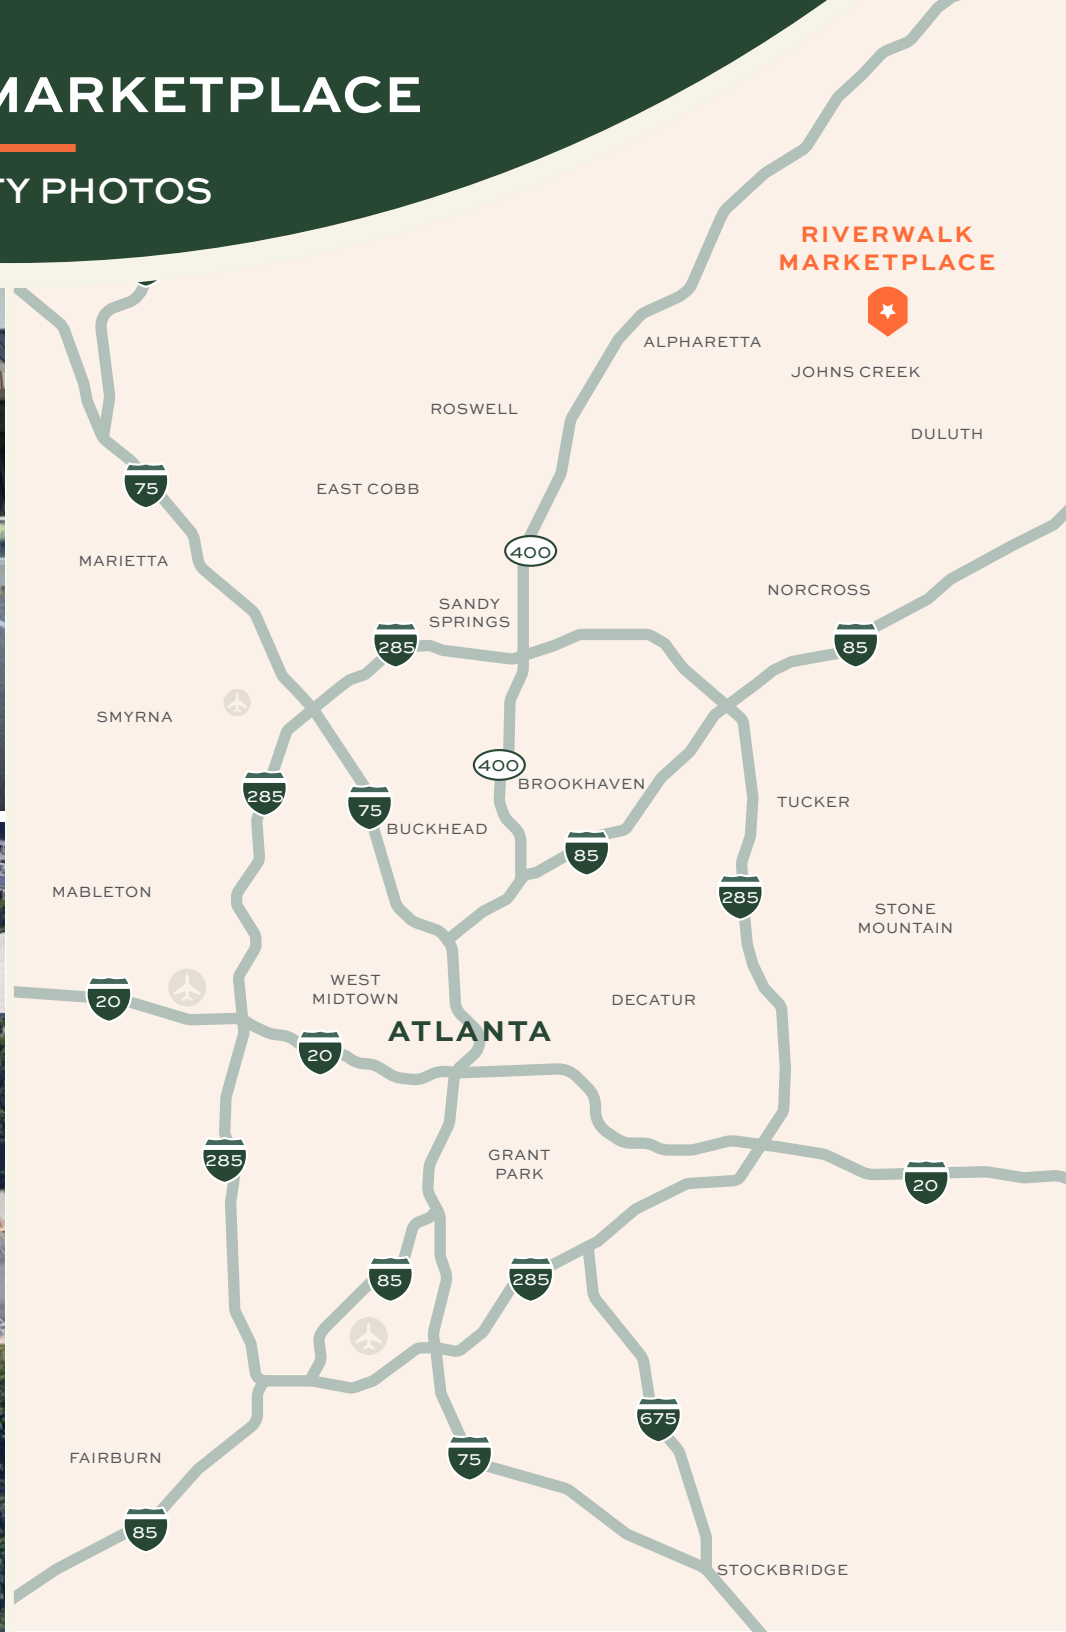 MARKETPLACE
TY PHOTOS
RIVERWALK
MARKETPLACE
ALPHARETTA
JOHNS CREEK
ROSWELL
DULUTH
75
EAST COBB
400
MARIETTA
SANDY
SPRINGS
NORCROSS
285
85
SMYRNA
400
285
75
BROOKHAVEN
TUCKER
BUCKHEAD
85
MABLETON
285
STONE
MOUNTAIN
20
WEST
MIDTOWN
DECATUR
ATLANTA
20
285
GRANT
PARK
20
85
285
675
FAIRBURN
75
85
STOCKBRIDGE